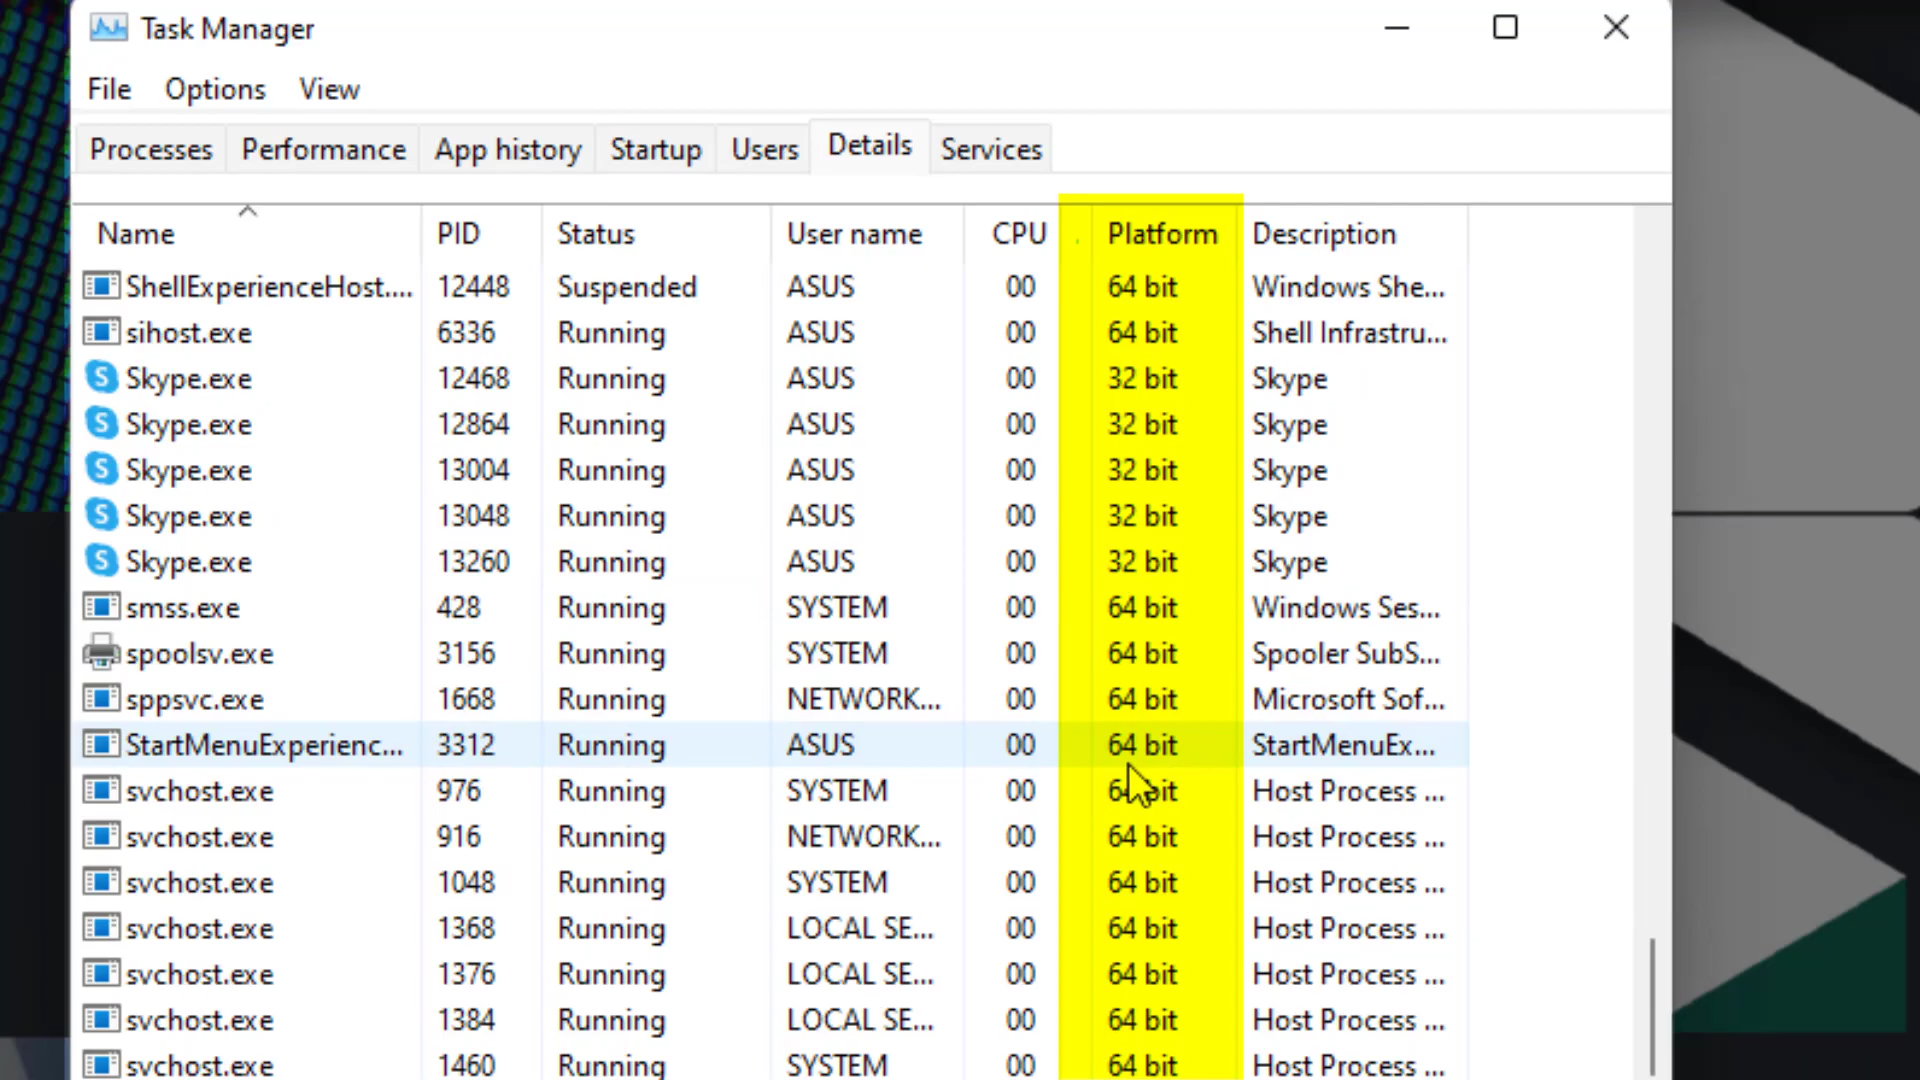 Task Manager
File Options View
Processes Performance App history Startup Users Details Services
Name PID Status User name CPU Platform Description
ShellExperienceHost.... 12448 Suspended ASUS 00 64 bit Windows She...
sihost.exe 6336 Running ASUS 00 64 bit Shell Infrastru...
S Skype.exe 12468 Running ASUS 00 32 bit Skype
S Skype.exe 12864 Running ASUS 00 32 bit Skype
S Skype.exe 13004 Running ASUS 00 32 bit Skype
S Skype.exe 13048 Running ASUS 00 32 bit Skype
S Skype.exe 13260 Running ASUS 00 32 bit Skype
smss.exe 428 Running SYSTEM 00 64 bit Windows Ses...
spoolsv.exe 3156 Running SYSTEM 00 64 bit Spooler SubS...
sppsvc.exe 1668 Running NETWORK... 00 64 bit Microsoft Sof...
StartMenuExperienc... 3312 Running ASUS 00 64 bit StartMenuEx...
svchost.exe 976 Running SYSTEM 00 64 bit Host Process ...
svchost.exe 916 Running NETWORK... 00 64 bit Host Process ...
svchost.exe 1048 Running SYSTEM 00 64 bit Host Process ...
svchost.exe 1368 Running LOCAL SE... 00 64 bit Host Process ...
svchost.exe 1376 Running LOCAL SE... 00 64 bit Host Process ...
svchost.exe 1384 Running LOCAL SE... 00 64 bit Host Process ...
svchost.exe 1460 Running SYSTEM 00 64 bit Host Process ...